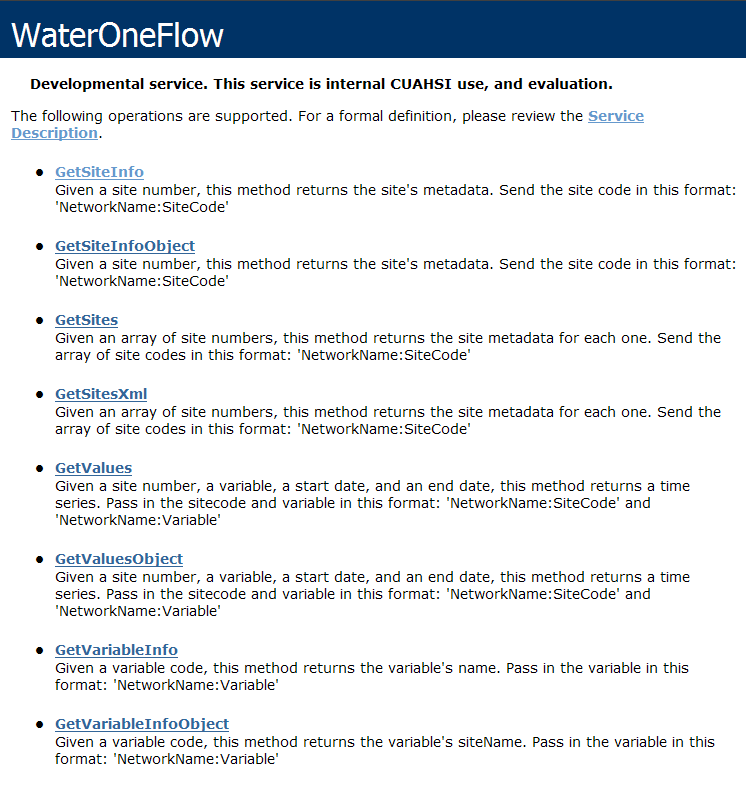 WaterOneFlow
Developmental service. This service is internal CUAHSI use, and evaluation.
The following operations are supported. For a formal definition, please review the Service
Description.
GetSiteInfo
Given a site number, this method returns the site's metadata. Send the site code in this format:
'NetworkName:SiteCode'
GetSiteInfoObject
Given a site number, this method returns the site's metadata. Send the site code in this format:
'NetworkName:SiteCode'
GetSites
Given an array of site numbers, this method returns the site metadata for each one. Send the
array of site codes in this format: 'NetworkName:SiteCode'
GetSitesXml
Given an array of site numbers, this method returns the site metadata for each one. Send the
array of site codes in this format: 'NetworkName:SiteCode'
GetValues
Given a site number, a variable, a start date, and an end date, this method returns a time
series. Pass in the sitecode and variable in this format: 'NetworkName:SiteCode' and
'NetworkName:Variable'
GetValuesObject
Given a site number, a variable, a start date, and an end date, this method returns a time
series. Pass in the sitecode and variable in this format: 'NetworkName:SiteCode' and
'NetworkName:Variable'
GetVariableInfo
Given a variable code, this method returns the variable's name. Pass in the variable in this
format: 'NetworkName:Variable'
GetVariableInfoObject
Given a variable code, this method returns the variable's siteName. Pass in the variable in this
format: 'NetworkName:Variable'